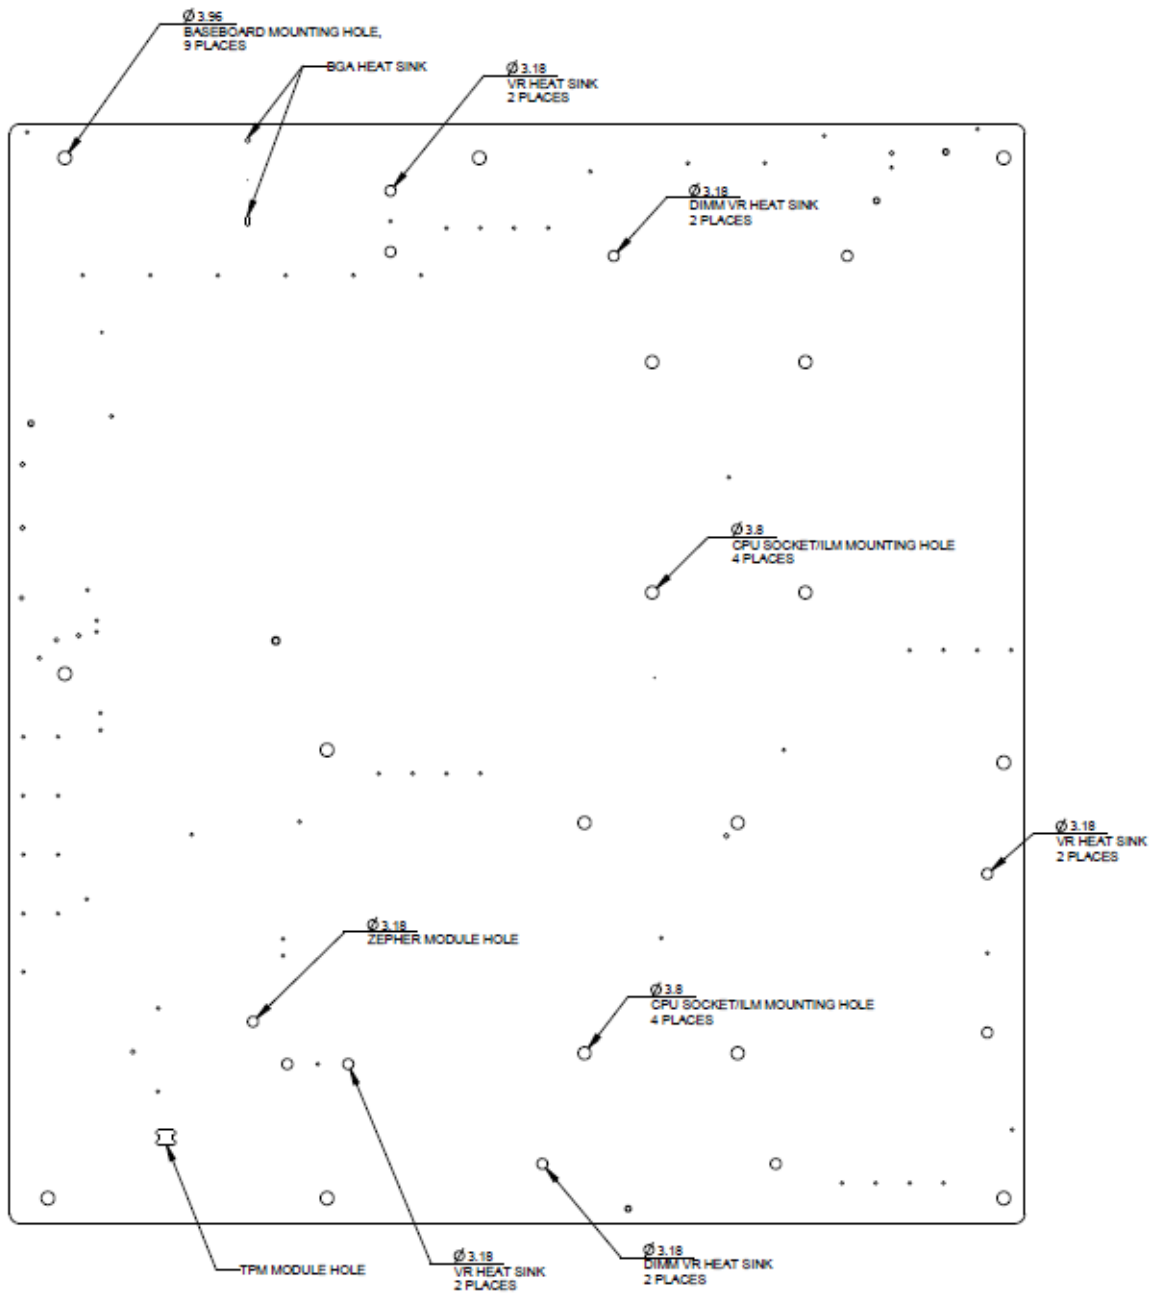 Ø 3.96
BASEBOARD MOUNTING HOLE,
9 PLACES
BGA HEAT SINK
Ø 3.18
VR HEAT SINK
2 PLACES
Ø 3.18
DIMM VR HEAT SINK
2 PLACES
Ø 3.8
CPU SOCKET/ILM MOUNTING HOLE
4 PLACES
Ø 3.18
VR HEAT SINK
2 PLACES
Ø 3.18
ZEPHER MODULE HOLE
Ø 3.8
CPU SOCKET/ILM MOUNTING HOLE
4 PLACES
TPM MODULE HOLE
Ø 3.18
VR HEAT SINK
2 PLACES
Ø 3.18
DIMM VR HEAT SINK
2 PLACES